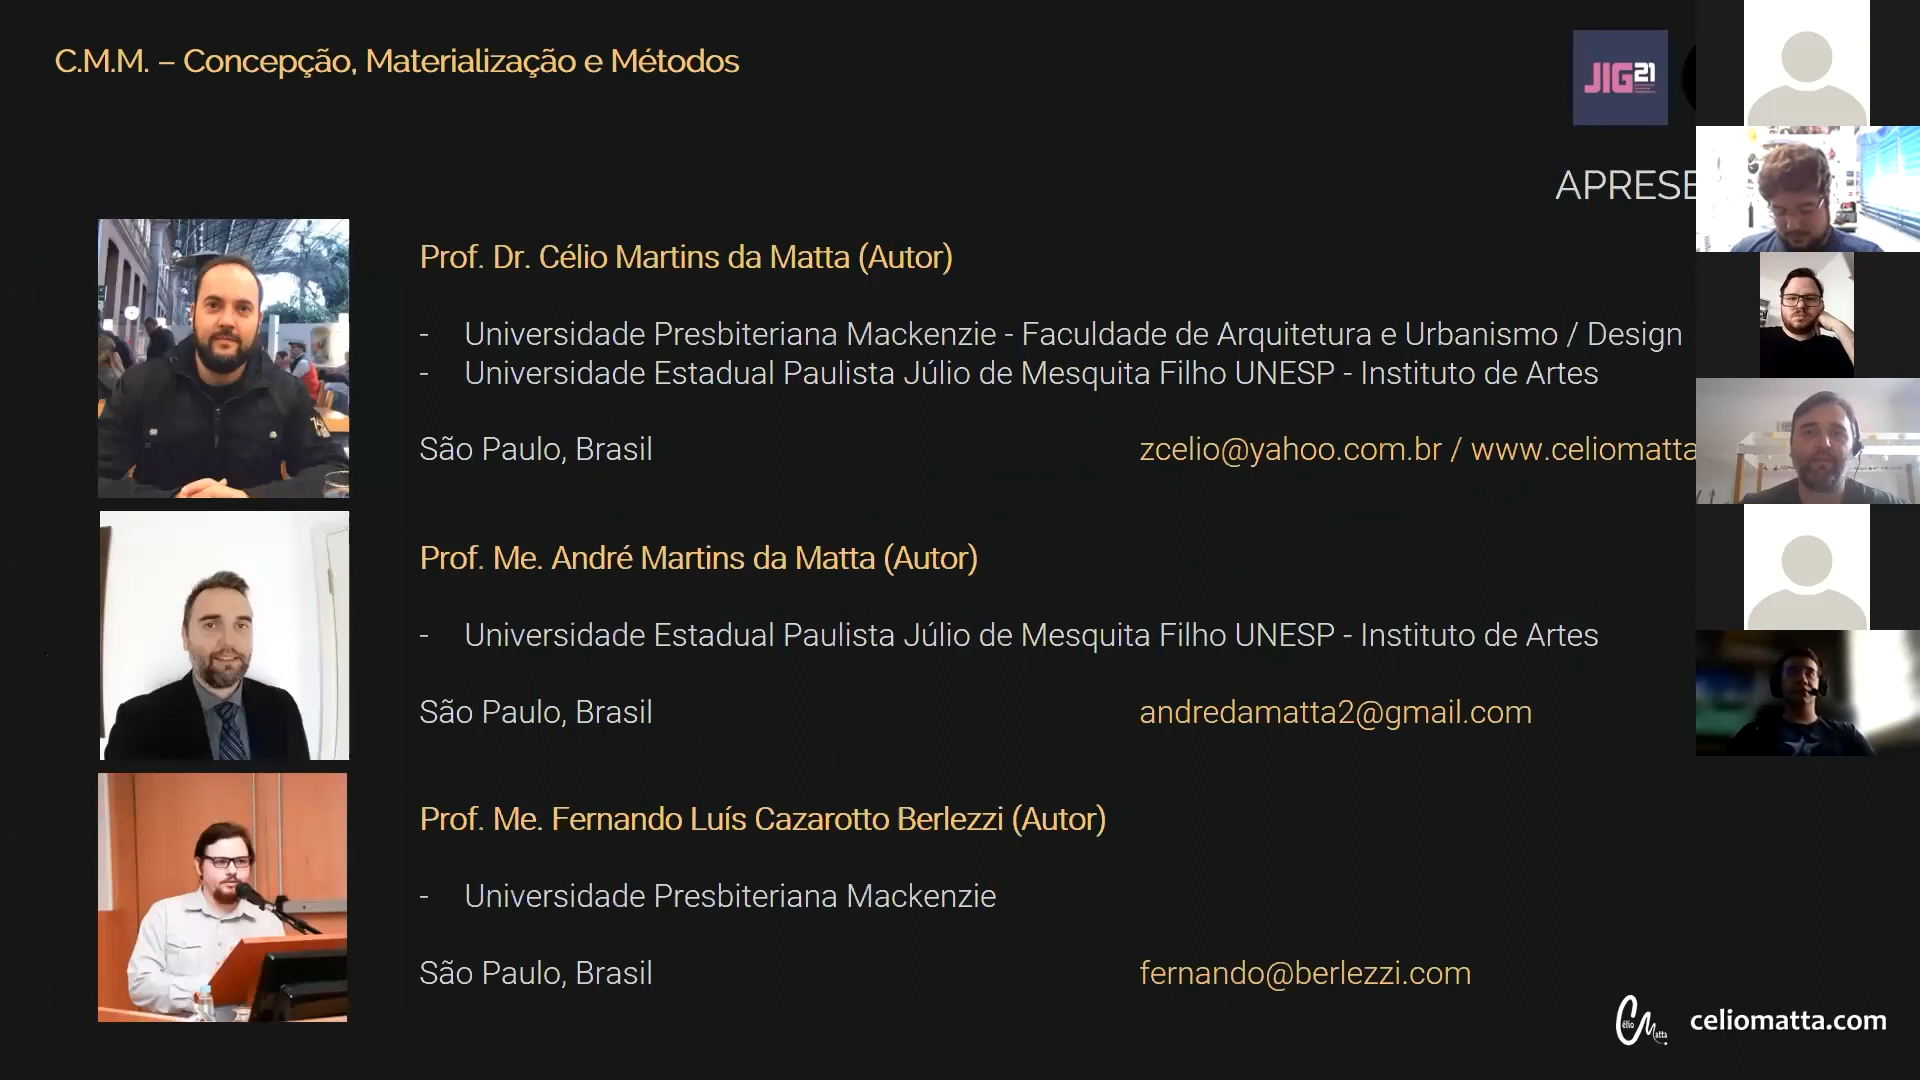 C.M.M. – Concepção, Materialização e Métodos
JIG21
APRESE
Prof. Dr. Célio Martins da Matta (Autor)
- Universidade Presbiteriana Mackenzie - Faculdade de Arquitetura e Urbanismo / Design
- Universidade Estadual Paulista Júlio de Mesquita Filho UNESP - Instituto de Artes
São Paulo, Brasil zcelio@yahoo.com.br / www.celiomatta
Prof. Me. André Martins da Matta (Autor)
- Universidade Estadual Paulista Júlio de Mesquita Filho UNESP - Instituto de Artes
São Paulo, Brasil andredamatta2@gmail.com
Prof. Me. Fernando Luís Cazarotto Berlezzi (Autor)
- Universidade Presbiteriana Mackenzie
São Paulo, Brasil fernando@berlezzi.com
Célio Matta celiomatta.com